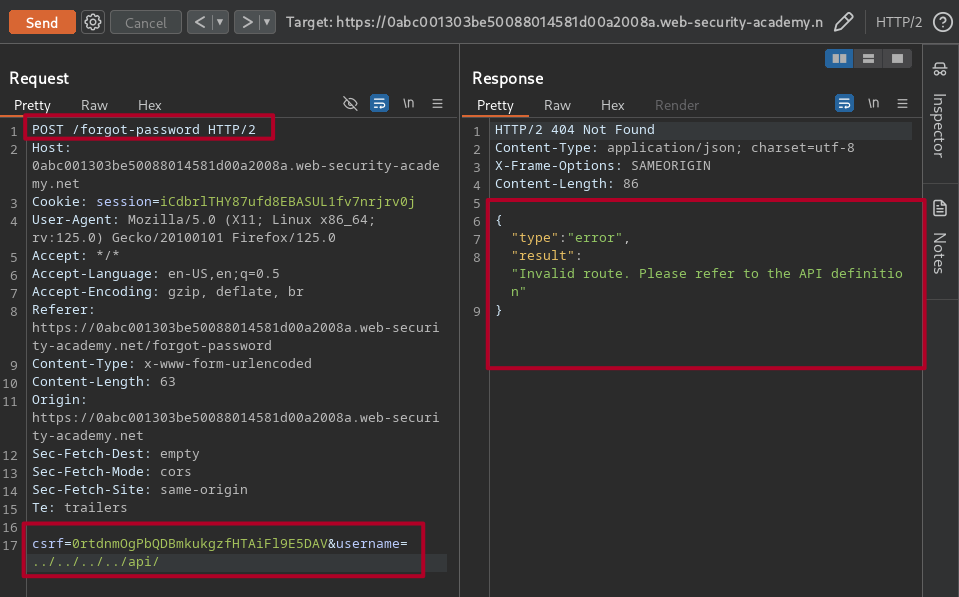 Send Cancel < ▼ > ▼ Target: https://0abc001303be50088014581d00a2008a.web-security-academy.n HTTP/2 ?
Request
Pretty Raw Hex \n
1 POST /forgot-password HTTP/2
2 Host:
0abc001303be50088014581d00a2008a.web-security-acade
my.net
3 Cookie: session=iCdbrlTHY87ufd8EBASUL1fv7nrjrv0j
4 User-Agent: Mozilla/5.0 (X11; Linux x86_64;
rv:125.0) Gecko/20100101 Firefox/125.0
5 Accept: */*
6 Accept-Language: en-US,en;q=0.5
7 Accept-Encoding: gzip, deflate, br
8 Referer:
https://0abc001303be50088014581d00a2008a.web-securi
ty-academy.net/forgot-password
9 Content-Type: x-www-form-urlencoded
10 Content-Length: 63
11 Origin:
https://0abc001303be50088014581d00a2008a.web-securi
ty-academy.net
12 Sec-Fetch-Dest: empty
13 Sec-Fetch-Mode: cors
14 Sec-Fetch-Site: same-origin
15 Te: trailers
16
17 csrf=0rtdnmOgPbQDBmkukgzfHTAiFl9E5DAV&username=
../../../../api/
Response
Pretty Raw Hex Render \n
1 HTTP/2 404 Not Found
2 Content-Type: application/json; charset=utf-8
3 X-Frame-Options: SAMEORIGIN
4 Content-Length: 86
5
6 {
7 "type":"error",
8 "result":
"Invalid route. Please refer to the API definitio
n"
9 }
Inspector
Notes